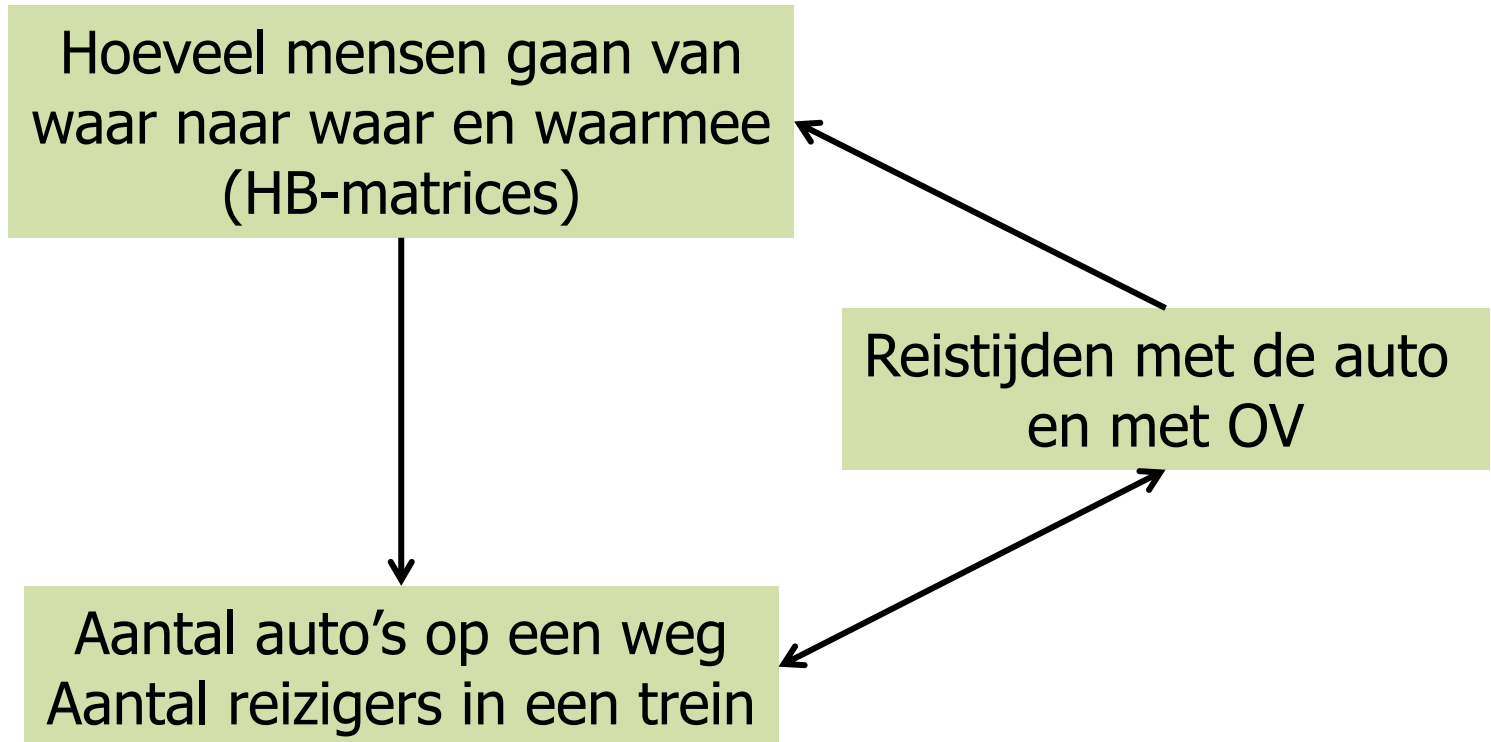 Hoeveel mensen gaan van
waar naar waar en waarmee
(HB-matrices)
Reistijden met de auto
en met OV
Aantal auto’s op een weg
Aantal reizigers in een trein